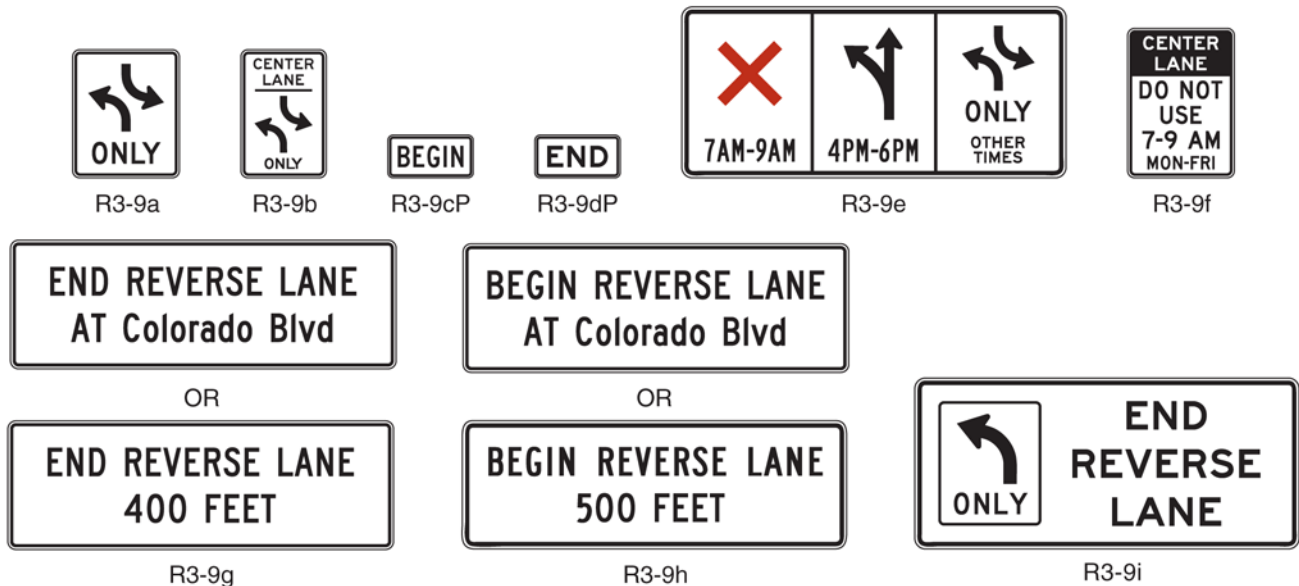 ONLY
R3-9a
CENTER
LANE
ONLY
R3-9b
BEGIN
R3-9cP
END
R3-9dP
7AM-9AM
4PM-6PM
ONLY
OTHER
TIMES
R3-9e
CENTER
LANE
DO NOT
USE
7-9 AM
MON-FRI
R3-9f
END REVERSE LANE
AT Colorado Blvd
OR
END REVERSE LANE
400 FEET
R3-9g
BEGIN REVERSE LANE
AT Colorado Blvd
OR
BEGIN REVERSE LANE
500 FEET
R3-9h
ONLY
END
REVERSE
LANE
R3-9i